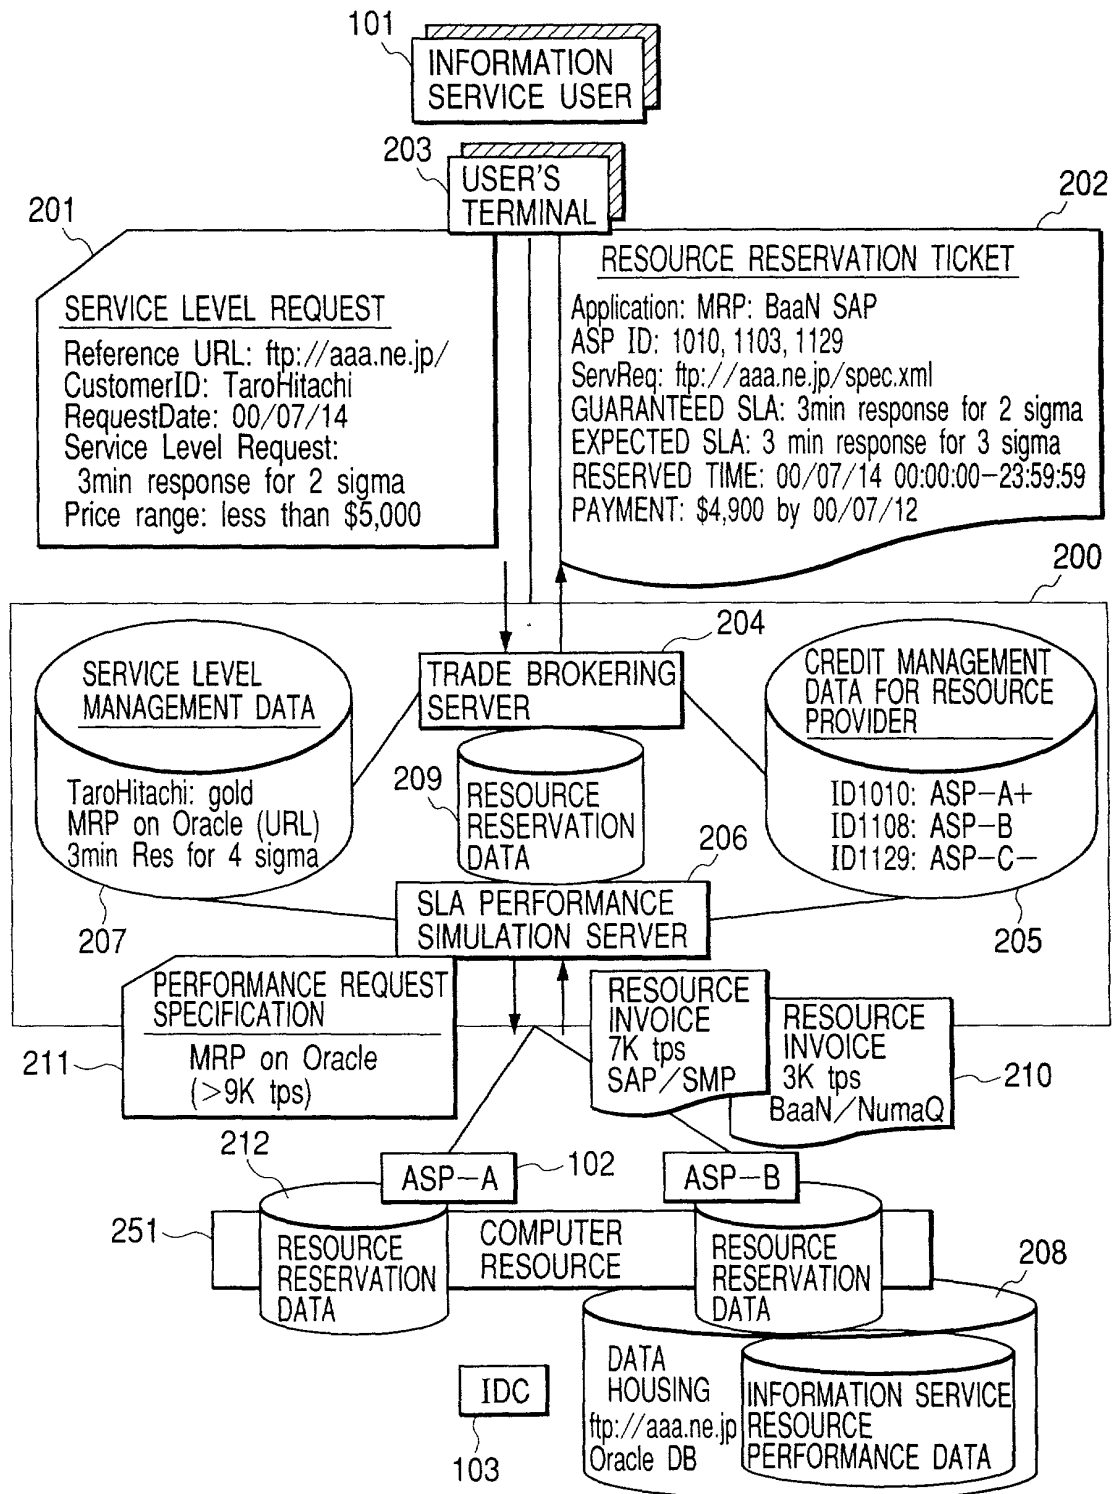 101
INFORMATION
SERVICE USER
203
USER'S
TERMINAL
201
SERVICE LEVEL REQUEST
Reference URL: ftp://aaa.ne.jp/
CustomerID: TaroHitachi
RequestDate: 00/07/14
Service Level Request:
3min response for 2 sigma
Price range: less than $5,000
202
RESOURCE RESERVATION TICKET
Application: MRP: BaaN SAP
ASP ID: 1010, 1103, 1129
ServReq: ftp://aaa.ne.jp/spec.xml
GUARANTEED SLA: 3min response for 2 sigma
EXPECTED SLA: 3 min response for 3 sigma
RESERVED TIME: 00/07/14 00:00:00-23:59:59
PAYMENT: $4,900 by 00/07/12
200
204
TRADE BROKERING
SERVER
SERVICE LEVEL
MANAGEMENT DATA
TaroHitachi: gold
MRP on Oracle (URL)
3min Res for 4 sigma
207
209
RESOURCE
RESERVATION
DATA
CREDIT MANAGEMENT
DATA FOR RESOURCE
PROVIDER
ID1010: ASP-A+
ID1108: ASP-B
ID1129: ASP-C-
205
206
SLA PERFORMANCE
SIMULATION SERVER
PERFORMANCE REQUEST
SPECIFICATION
MRP on Oracle
(>9K tps)
211
RESOURCE
INVOICE
7K tps
SAP/SMP
RESOURCE
INVOICE
3K tps
BaaN/NumaQ
210
212
ASP-A
102
ASP-B
251
RESOURCE
RESERVATION
DATA
COMPUTER
RESOURCE
RESOURCE
RESERVATION
DATA
208
IDC
103
DATA
HOUSING
ftp://aaa.ne.jp
Oracle DB
INFORMATION SERVICE
RESOURCE
PERFORMANCE DATA